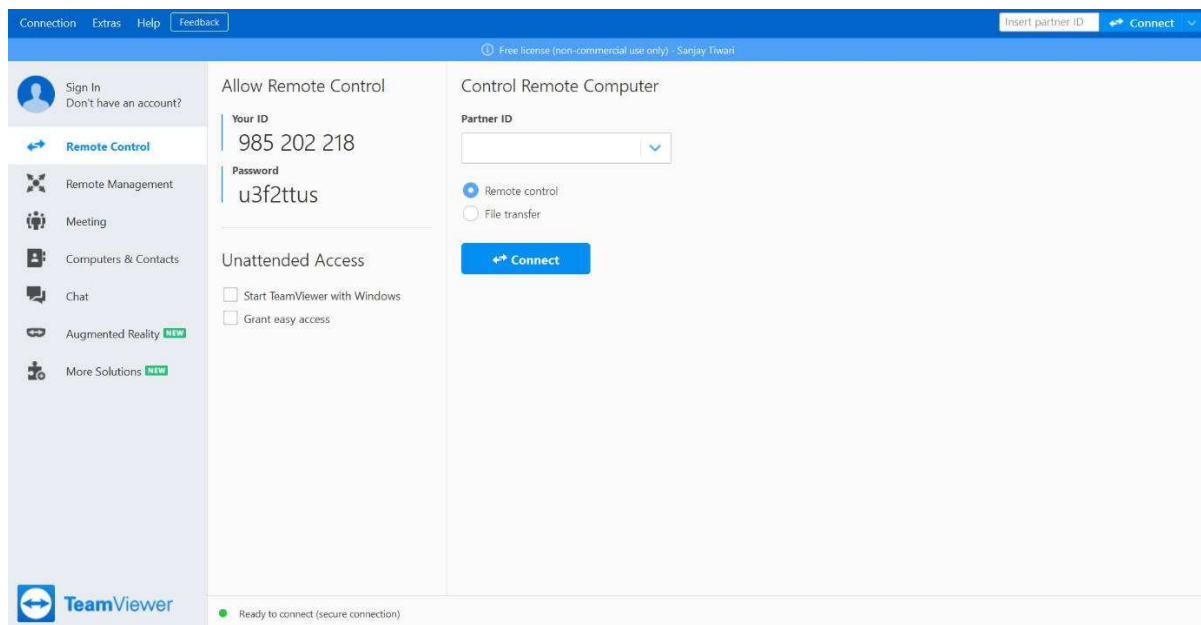 Connection Extras Help Feedback
Insert partner ID Connect
Free license (non-commercial use only) - Sanjay Tiwari
Sign In
Don't have an account?
Remote Control
Remote Management
Meeting
Computers & Contacts
Chat
Augmented Reality NEW
More Solutions NEW
TeamViewer
Allow Remote Control
Your ID
985 202 218
Password
u3f2ttus
Unattended Access
Start TeamViewer with Windows
Grant easy access
Control Remote Computer
Partner ID
Remote control
File transfer
Connect
Ready to connect (secure connection)